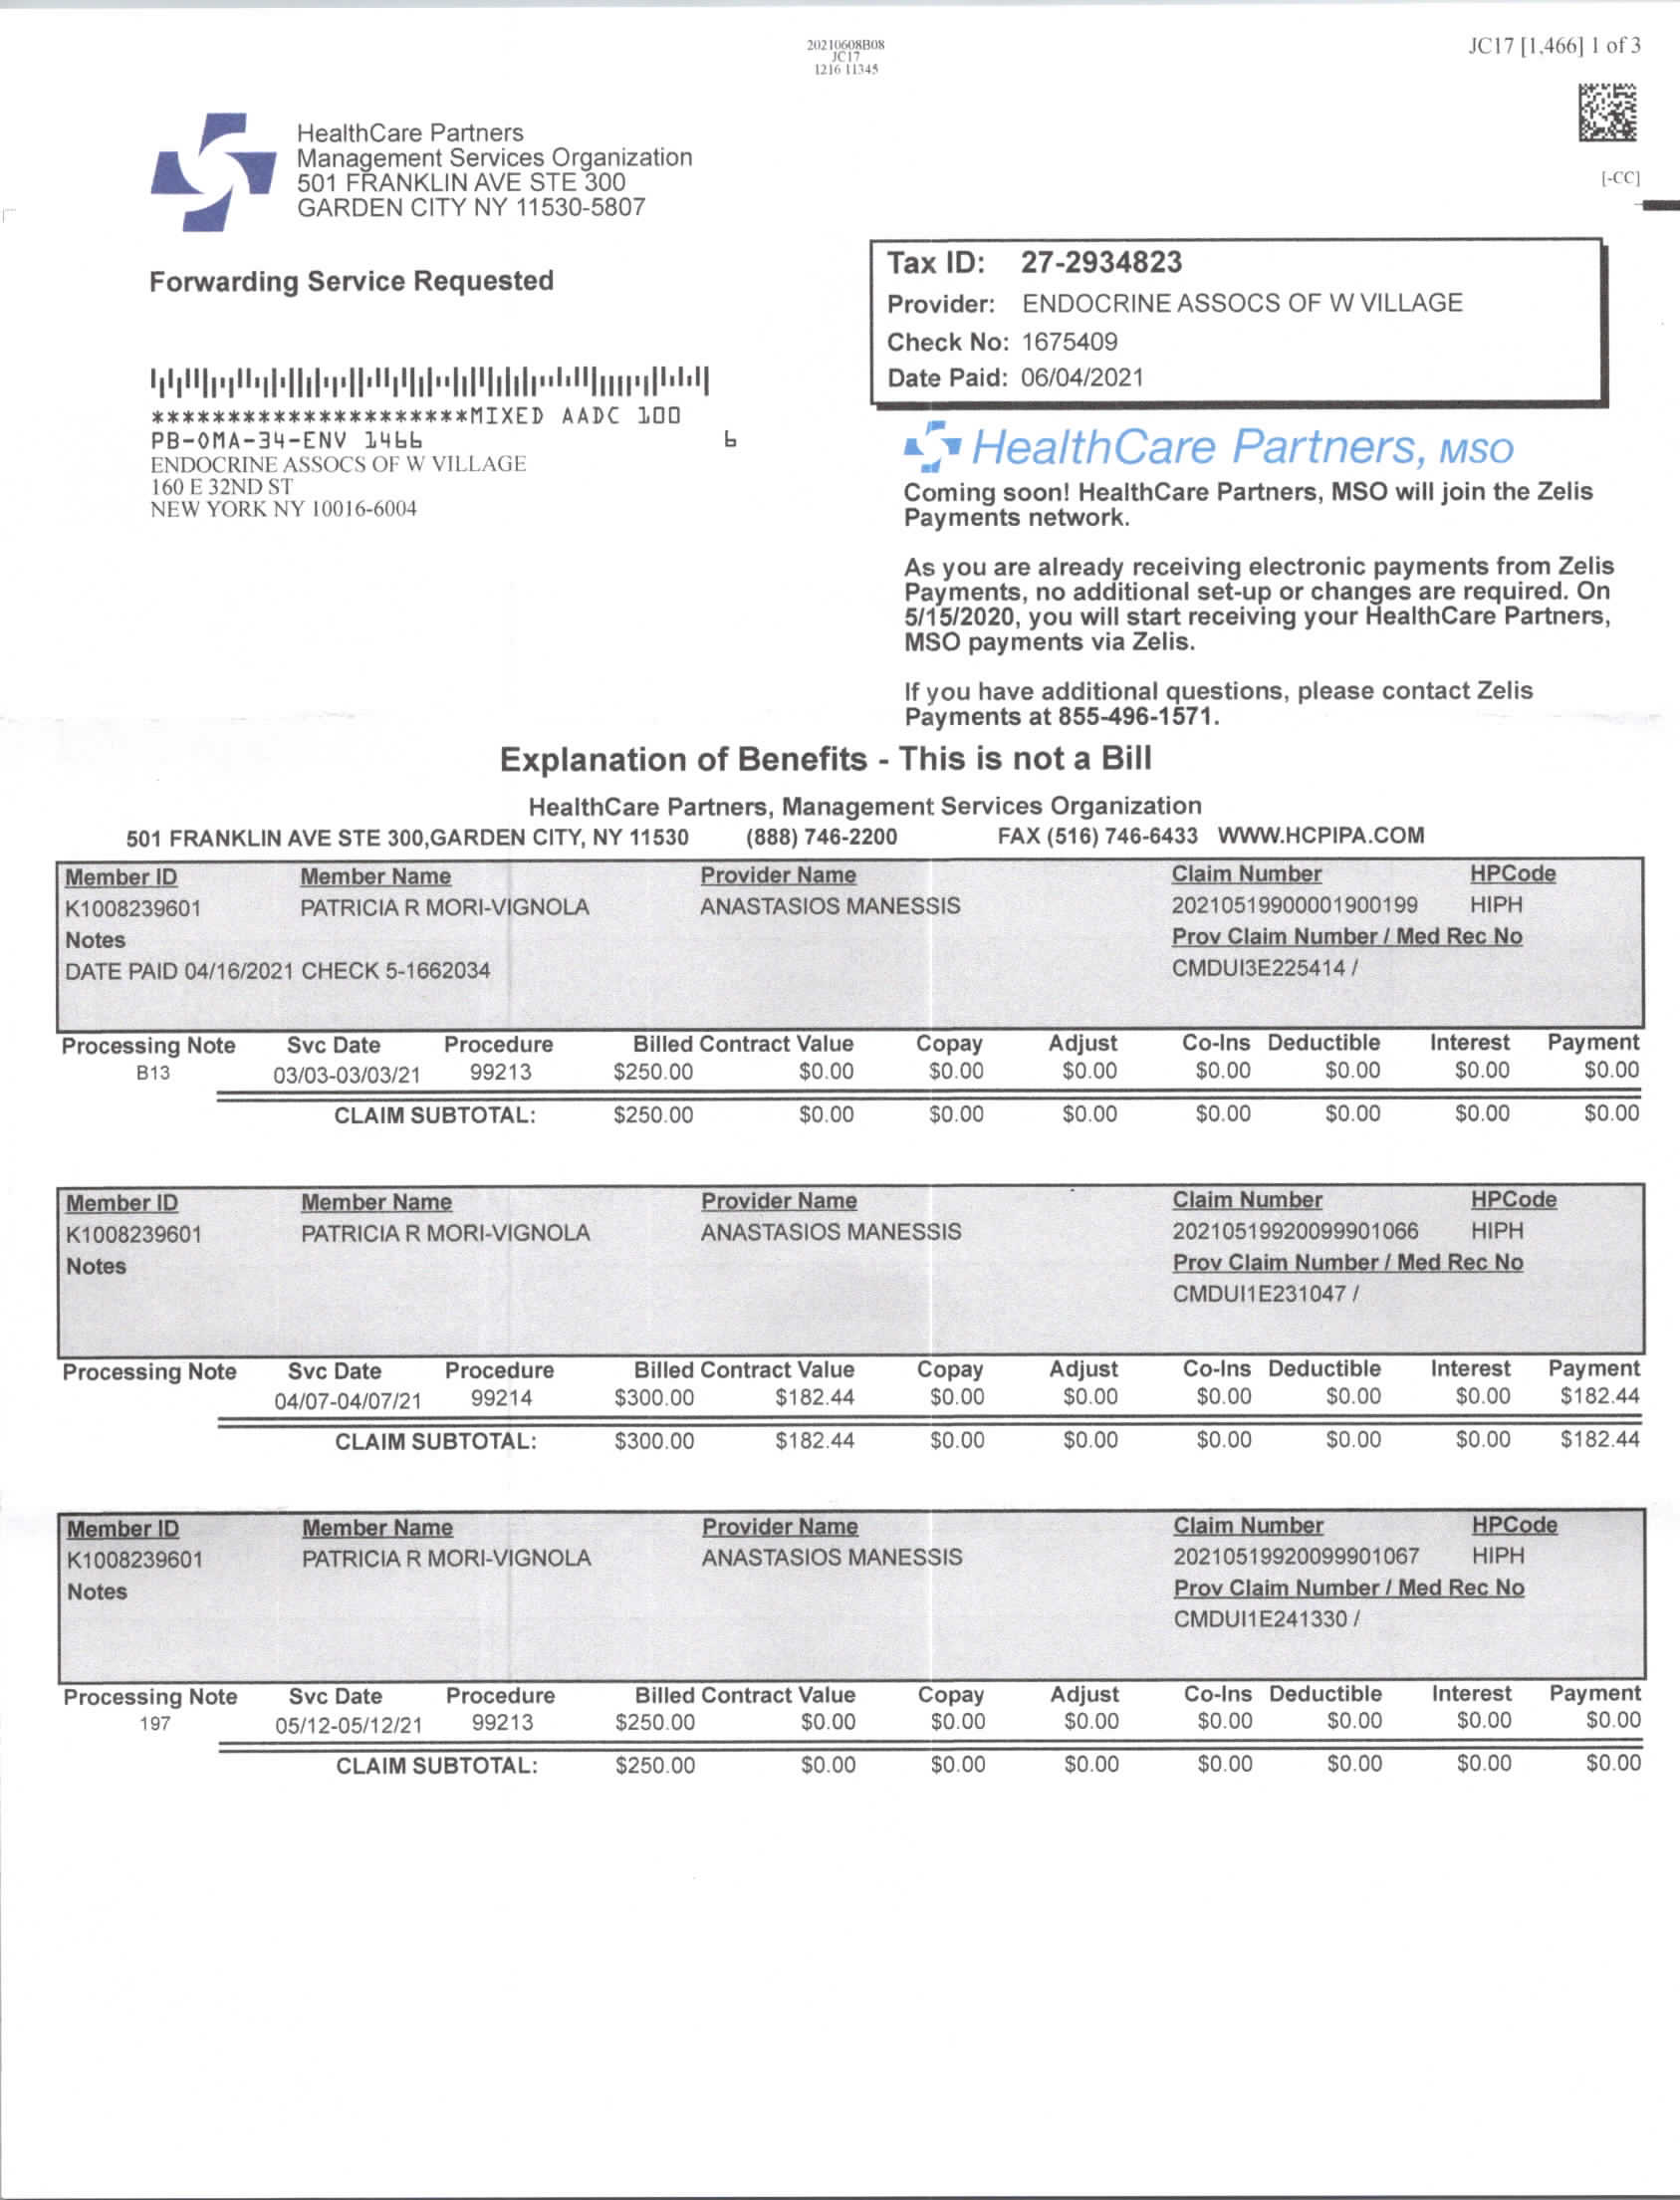 20210608B08
JC17
1216 11345
JC17 [1,466] 1 of 3
[-CC]
HealthCare Partners
Management Services Organization
501 FRANKLIN AVE STE 300
GARDEN CITY NY 11530-5807
Forwarding Service Requested
Tax ID: 27-2934823
Provider: ENDOCRINE ASSOCS OF W VILLAGE
Check No: 1675409
Date Paid: 06/04/2021
*********************MIXED AADC 100
PB-OMA-34-ENV 1466 6
ENDOCRINE ASSOCS OF W VILLAGE
160 E 32ND ST
NEW YORK NY 10016-6004
HealthCare Partners, MSO
Coming soon! HealthCare Partners, MSO will join the Zelis
Payments network.
As you are already receiving electronic payments from Zelis
Payments, no additional set-up or changes are required. On
5/15/2020, you will start receiving your HealthCare Partners,
MSO payments via Zelis.
If you have additional questions, please contact Zelis
Payments at 855-496-1571.
Explanation of Benefits - This is not a Bill
HealthCare Partners, Management Services Organization
501 FRANKLIN AVE STE 300,GARDEN CITY, NY 11530 (888) 746-2200 FAX (516) 746-6433 WWW.HCPIPA.COM
Member ID Member Name Provider Name Claim Number HPCode
K1008239601 PATRICIA R MORI-VIGNOLA ANASTASIOS MANESSIS 20210519900001900199 HIPH
Notes Prov Claim Number / Med Rec No
DATE PAID 04/16/2021 CHECK 5-1662034 CMDUI3E225414 /
Processing Note Svc Date Procedure Billed Contract Value Copay Adjust Co-Ins Deductible Interest Payment
B13 03/03-03/03/21 99213 $250.00 $0.00 $0.00 $0.00 $0.00 $0.00 $0.00 $0.00
CLAIM SUBTOTAL: $250.00 $0.00 $0.00 $0.00 $0.00 $0.00 $0.00 $0.00
Member ID Member Name Provider Name Claim Number HPCode
K1008239601 PATRICIA R MORI-VIGNOLA ANASTASIOS MANESSIS 20210519920099901066 HIPH
Notes Prov Claim Number / Med Rec No
CMDUI1E231047 /
Processing Note Svc Date Procedure Billed Contract Value Copay Adjust Co-Ins Deductible Interest Payment
04/07-04/07/21 99214 $300.00 $182.44 $0.00 $0.00 $0.00 $0.00 $0.00 $182.44
CLAIM SUBTOTAL: $300.00 $182.44 $0.00 $0.00 $0.00 $0.00 $0.00 $182.44
Member ID Member Name Provider Name Claim Number HPCode
K1008239601 PATRICIA R MORI-VIGNOLA ANASTASIOS MANESSIS 20210519920099901067 HIPH
Notes Prov Claim Number / Med Rec No
CMDUI1E241330 /
Processing Note Svc Date Procedure Billed Contract Value Copay Adjust Co-Ins Deductible Interest Payment
197 05/12-05/12/21 99213 $250.00 $0.00 $0.00 $0.00 $0.00 $0.00 $0.00 $0.00
CLAIM SUBTOTAL: $250.00 $0.00 $0.00 $0.00 $0.00 $0.00 $0.00 $0.00